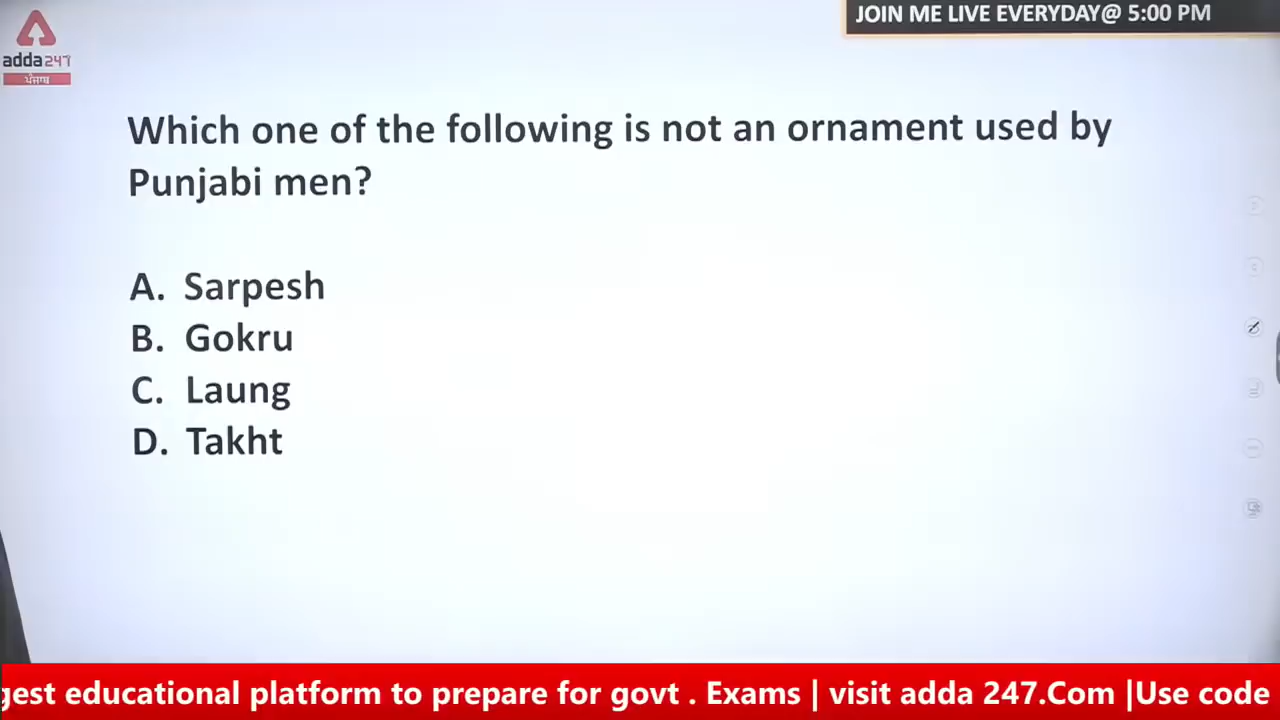 JOIN ME LIVE EVERYDAY@ 5:00 PM
adda247
ਪੰਜਾਬ
Which one of the following is not an ornament used by
Punjabi men?
A. Sarpesh
B. Gokru
C. Laung
D. Takht
gest educational platform to prepare for govt . Exams | visit adda 247.Com |Use code